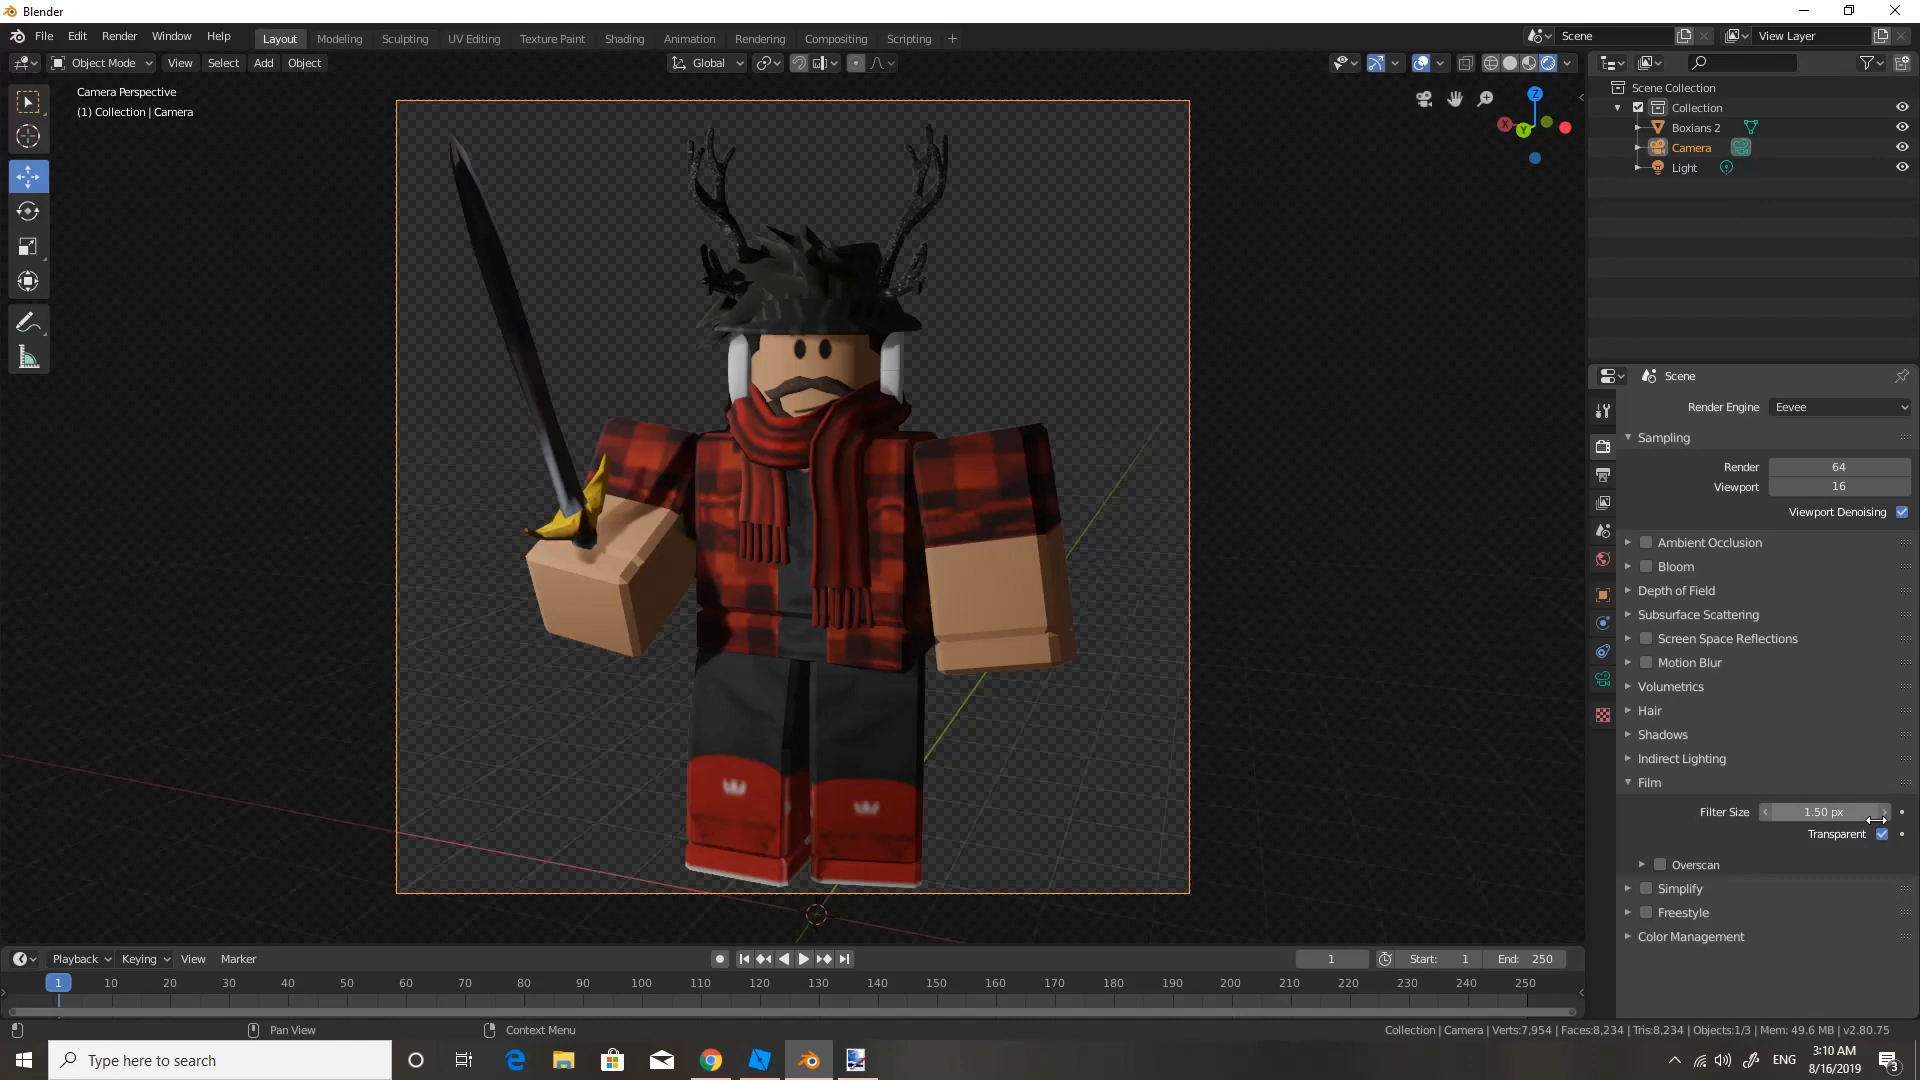 Blender
File Edit Render Window Help
Layout Modeling Sculpting UV Editing Texture Paint Shading Animation Rendering Compositing Scripting +
Scene
View Layer
Object Mode View Select Add Object
Global
Camera Perspective
(1) Collection | Camera
Z
X
Y
Scene Collection
Collection
Boxians 2
Camera
Light
Scene
Render Engine Eevee
Sampling
Render 64
Viewport 16
Viewport Denoising
Ambient Occlusion
Bloom
Depth of Field
Subsurface Scattering
Screen Space Reflections
Motion Blur
Volumetrics
Hair
Shadows
Indirect Lighting
Film
Filter Size 1.50 px
Transparent
Overscan
Simplify
Freestyle
Color Management
Playback Keying View Marker
1 Start: 1 End: 250
1 10 20 30 40 50 60 70 80 90 100 110 120 130 140 150 160 170 180 190 200 210 220 230 240 250
Pan View Context Menu
Collection | Camera | Verts:7,954 | Faces:8,234 | Tris:8,234 | Objects:1/3 | Mem: 49.6 MB | v2.80.75
Type here to search
ENG
3:10 AM
8/16/2019
3